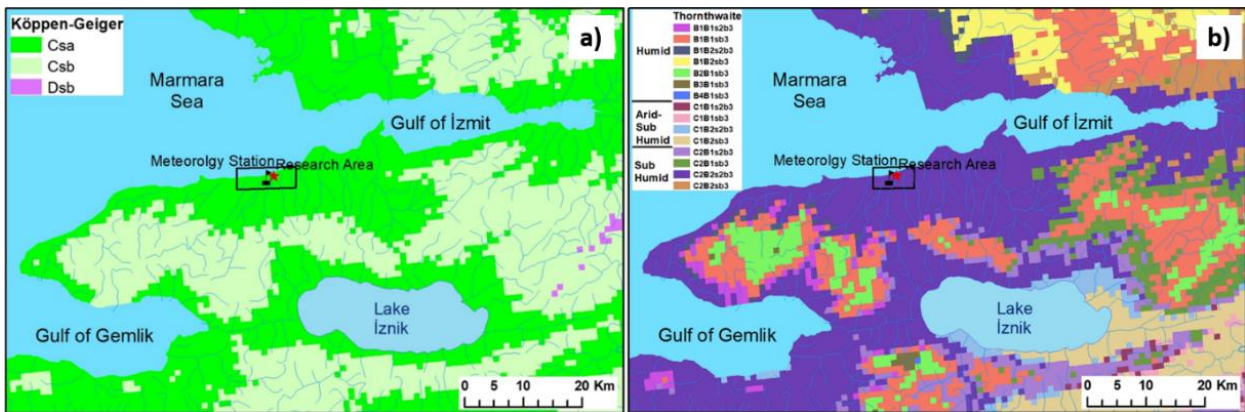 Köppen-Geiger
Csa
Csb
Dsb
a)
Marmara
Sea
Gulf of İzmit
Meteorolgy Station
Research Area
Lake
İznik
Gulf of Gemlik
0 5 10 20 Km
Thornthwaite
Humid
B1B1s2b3
B1B1sb3
B1B2s2b3
B1B2sb3
B2B1sb3
B3B1sb3
B4B1sb3
Arid-
Sub
Humid
C1B1s2b3
C1B1sb3
C1B2s2b3
C1B2sb3
Sub
Humid
C2B1s2b3
C2B1sb3
C2B2s2b3
C2B2sb3
b)
Marmara
Sea
Gulf of İzmit
Meteorolgy Station
Research Area
Lake
İznik
Gulf of Gemlik
0 5 10 20 Km